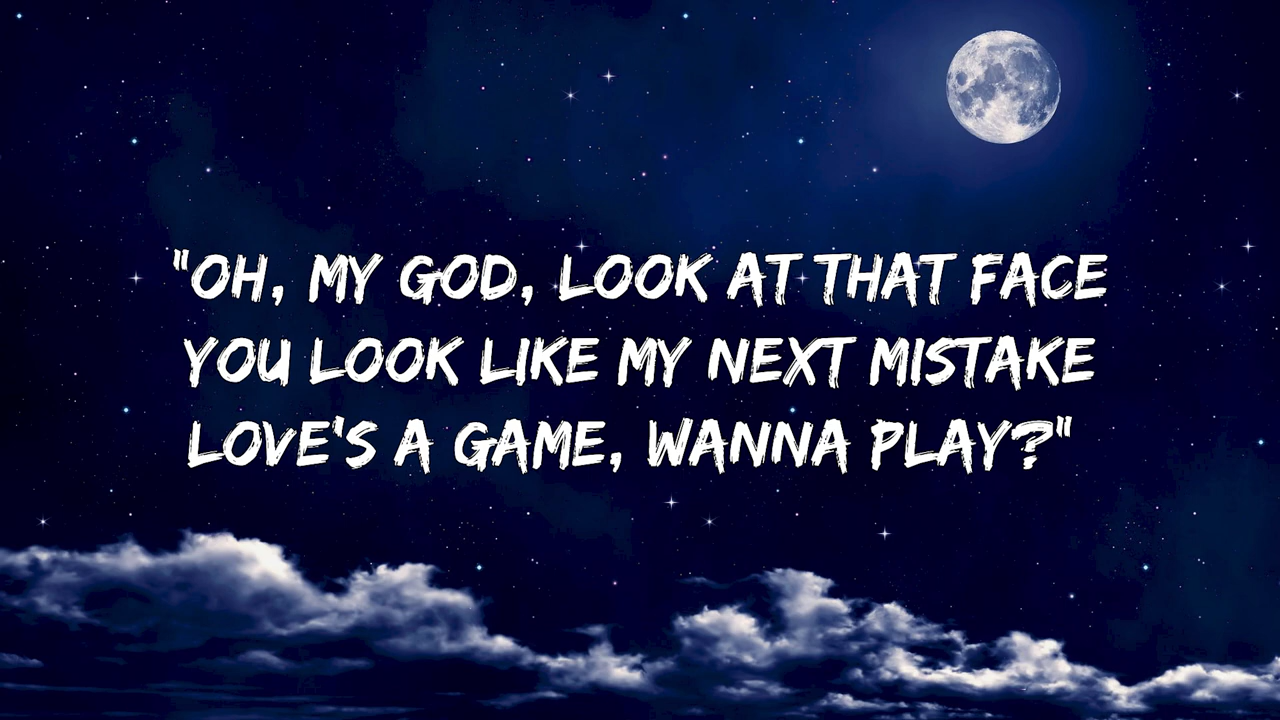 "OH, MY GOD, LOOK AT THAT FACE
YOU LOOK LIKE MY NEXT MISTAKE
LOVE'S A GAME, WANNA PLAY?"